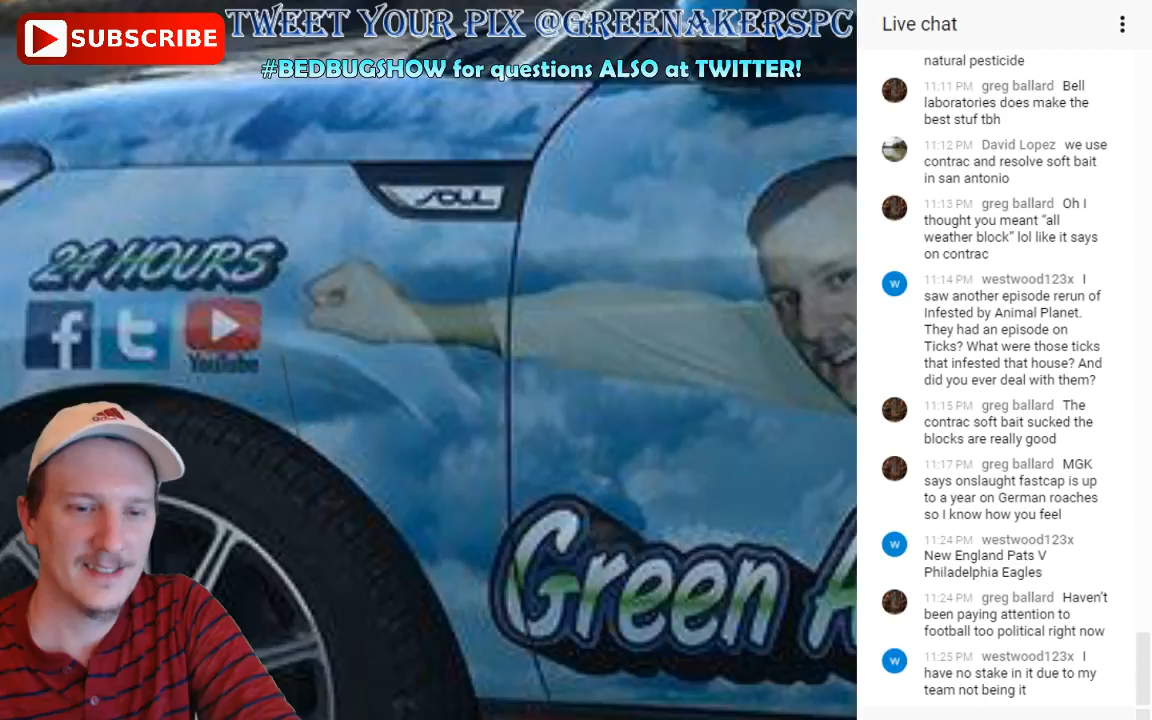 TWEET YOUR PIX @GREENAKERSPC
SUBSCRIBE
#BEDBUGSHOW for questions ALSO at TWITTER!
SOUL
24 HOURS
f t YouTube
Green A
adidas
Live chat
natural pesticide
11:11 PM greg ballard Bell
laboratories does make the
best stuf tbh
11:12 PM David Lopez we use
contrac and resolve soft bait
in san antonio
11:13 PM greg ballard Oh I
thought you meant “all
weather block” lol like it says
on contrac
W 11:14 PM westwood123x I
saw another episode rerun of
Infested by Animal Planet.
They had an episode on
Ticks? What were those ticks
that infested that house? And
did you ever deal with them?
11:15 PM greg ballard The
contrac soft bait sucked the
blocks are really good
11:17 PM greg ballard MGK
says onslaught fastcap is up
to a year on German roaches
so I know how you feel
W 11:24 PM westwood123x
New England Pats V
Philadelphia Eagles
11:24 PM greg ballard Haven't
been paying attention to
football too political right now
W 11:25 PM westwood123x I
have no stake in it due to my
team not being it